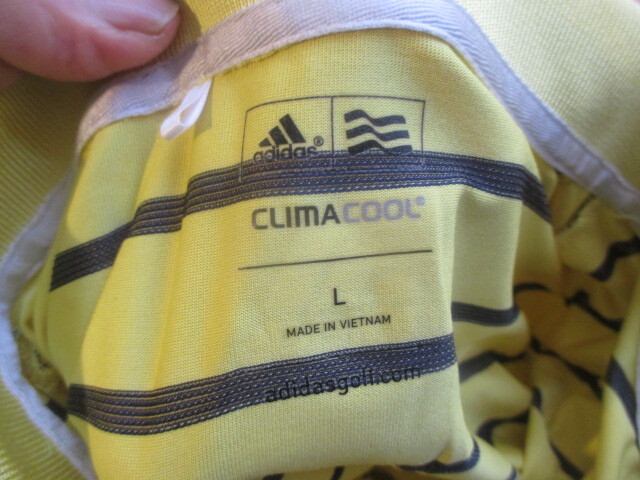 adidas®
CLIMACOOL®
L
MADE IN VIETNAM
adidasgolf.com